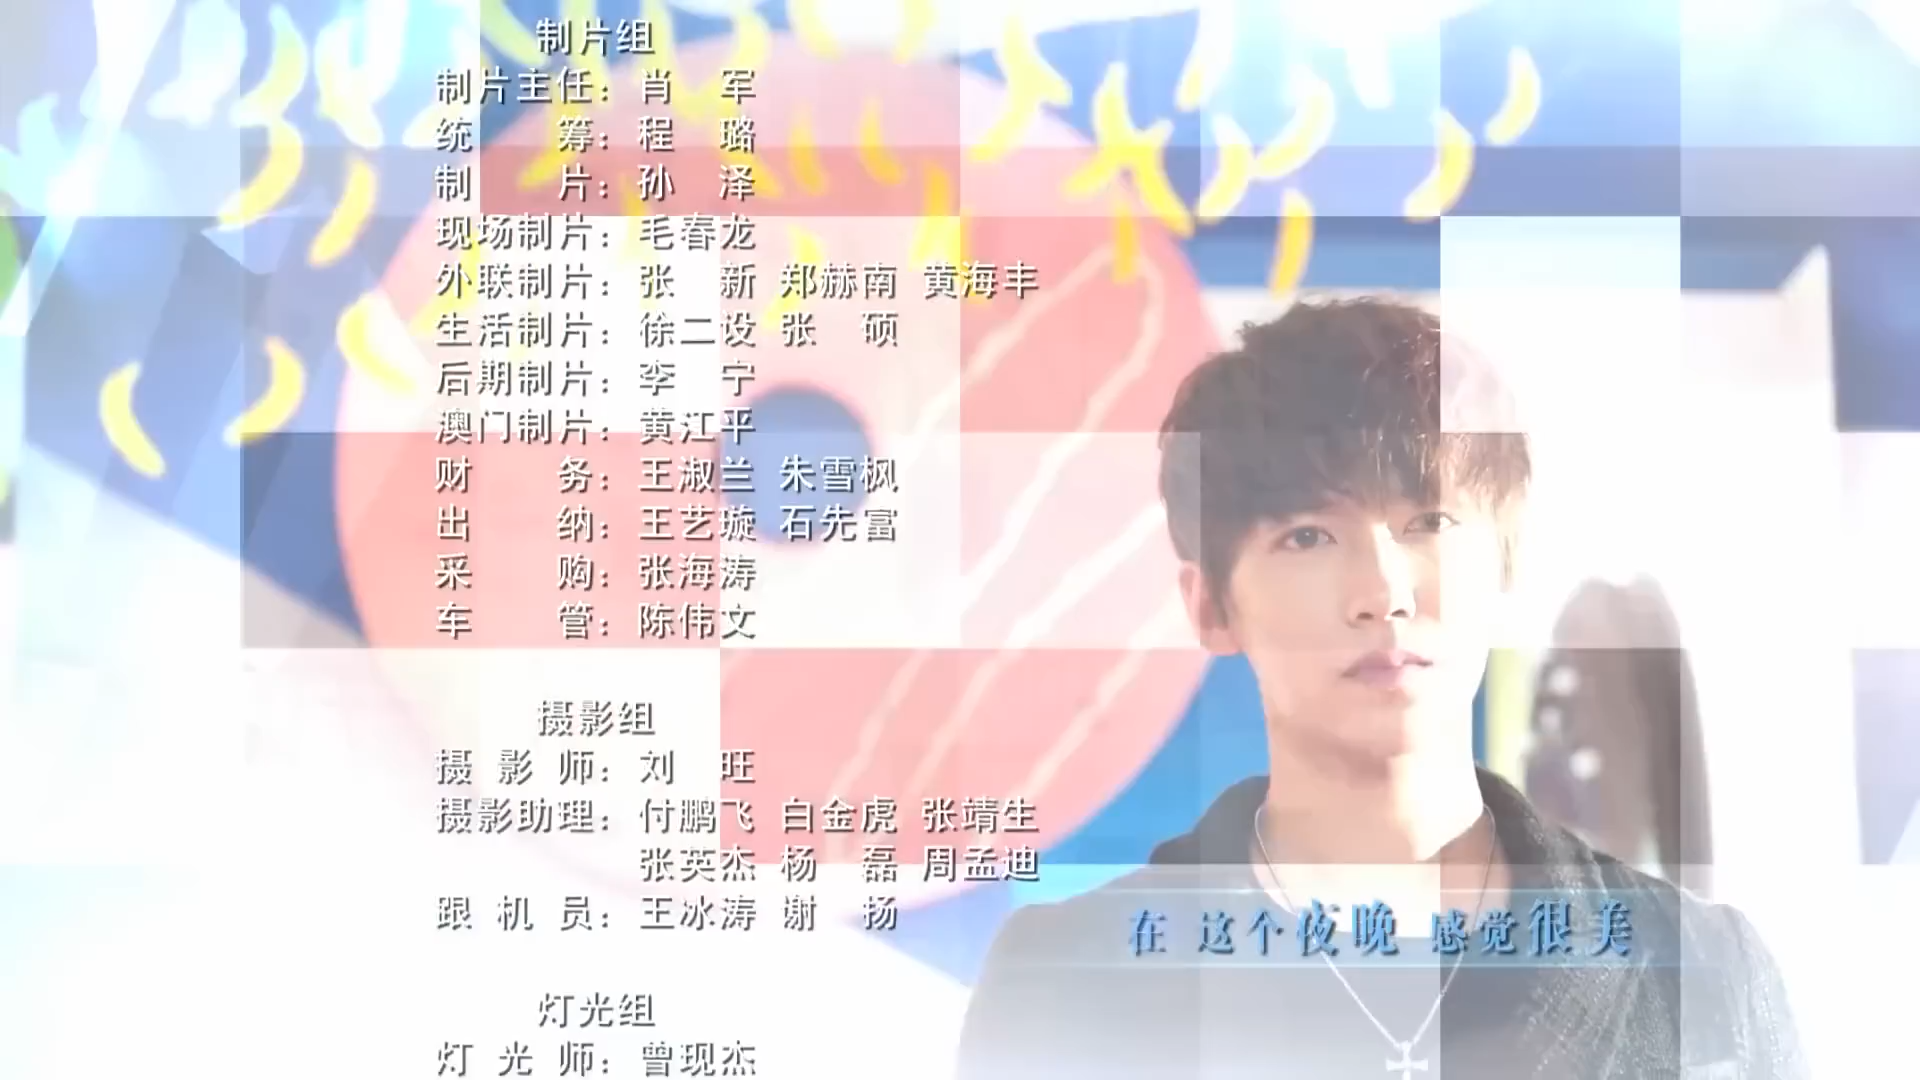 制片组
制片主任：肖　军
统　　筹：程　璐
制　　片：孙　泽
现场制片：毛春龙
外联制片：张　新 郑赫南 黄海丰
生活制片：徐二设 张　硕
后期制片：李　宁
澳门制片：黄江平
财　　务：王淑兰 朱雪枫
出　　纳：王艺璇 石先富
采　　购：张海涛
车　　管：陈伟文
摄影组
摄 影 师：刘　旺
摄影助理：付鹏飞 白金虎 张靖生
张英杰 杨　磊 周孟迪
跟 机 员：王冰涛 谢　扬
在 这个夜晚 感觉很美
灯光组
灯 光 师：曾现杰